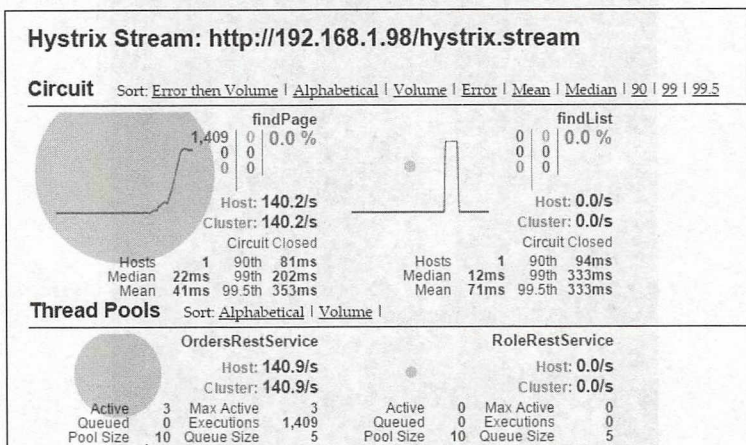 Hystrix Stream: http://192.168.1.98/hystrix.stream
Circuit Sort: Error then Volume | Alphabetical | Volume | Error | Mean | Median | 90 | 99 | 99.5
findPage
1,409 | 0 | 0.0 %
0 | 0
0 | 0
Host: 140.2/s
Cluster: 140.2/s
Circuit Closed
Hosts 1 90th 81ms
Median 22ms 99th 202ms
Mean 41ms 99.5th 353ms
findList
0 | 0 | 0.0 %
0 | 0
0 | 0
Host: 0.0/s
Cluster: 0.0/s
Circuit Closed
Hosts 1 90th 94ms
Median 12ms 99th 333ms
Mean 71ms 99.5th 333ms
Thread Pools Sort: Alphabetical | Volume |
OrdersRestService
Host: 140.9/s
Cluster: 140.9/s
Active 3 Max Active 3
Queued 0 Executions 1,409
Pool Size 10 Queue Size 5
RoleRestService
Host: 0.0/s
Cluster: 0.0/s
Active 0 Max Active 0
Queued 0 Executions 0
Pool Size 10 Queue Size 5